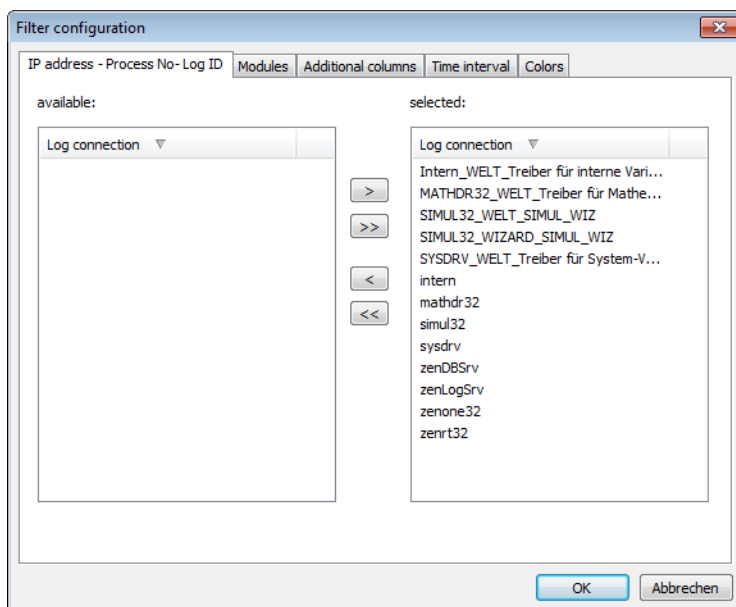 Filter configuration
IP address - Process No- Log ID
Modules
Additional columns
Time interval
Colors
available:
selected:
Log connection
Log connection
Intern_WELT_Treiber für interne Vari...
MATHDR32_WELT_Treiber für Mathe...
SIMUL32_WELT_SIMUL_WIZ
SIMUL32_WIZARD_SIMUL_WIZ
SYSDRV_WELT_Treiber für System-V...
intern
mathdr32
simul32
sysdrv
zenDBSrv
zenLogSrv
zenone32
zenrt32
>
>>
<
<<
OK
Abbrechen